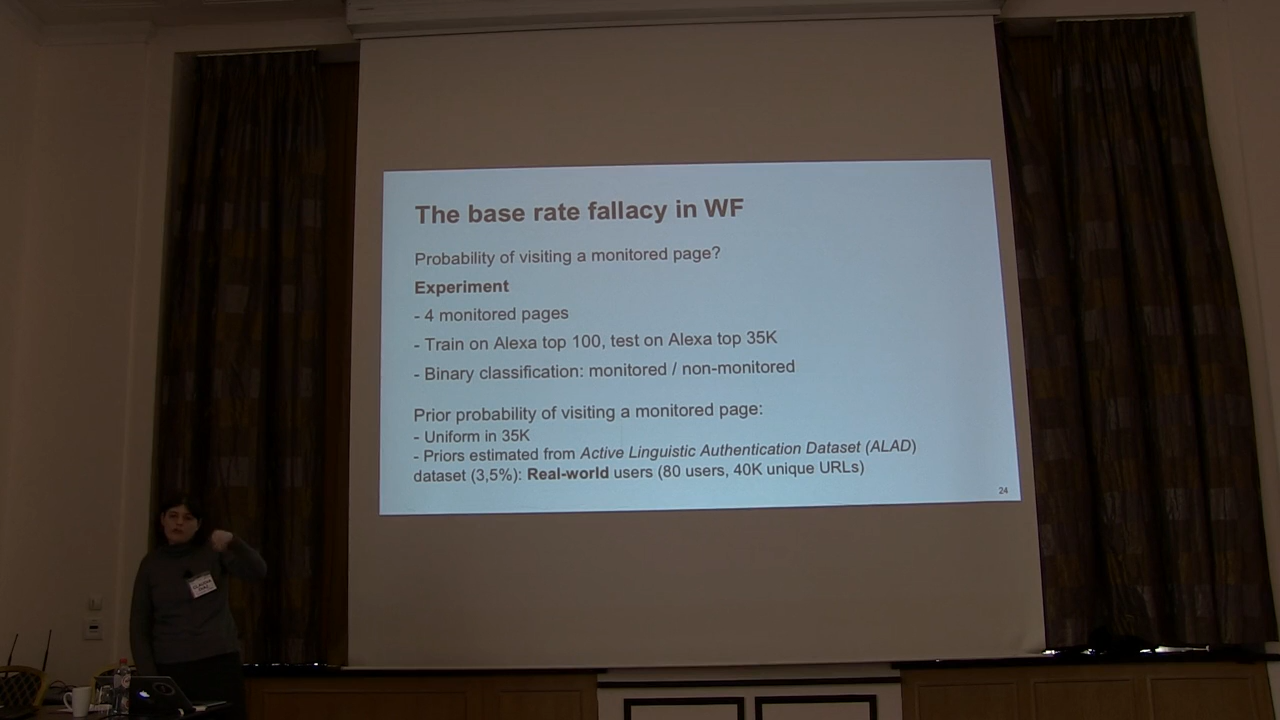 The base rate fallacy in WF
Probability of visiting a monitored page?
Experiment
- 4 monitored pages
- Train on Alexa top 100, test on Alexa top 35K
- Binary classification: monitored / non-monitored
Prior probability of visiting a monitored page:
- Uniform in 35K
- Priors estimated from Active Linguistic Authentication Dataset (ALAD)
dataset (3,5%): Real-world users (80 users, 40K unique URLs)
24